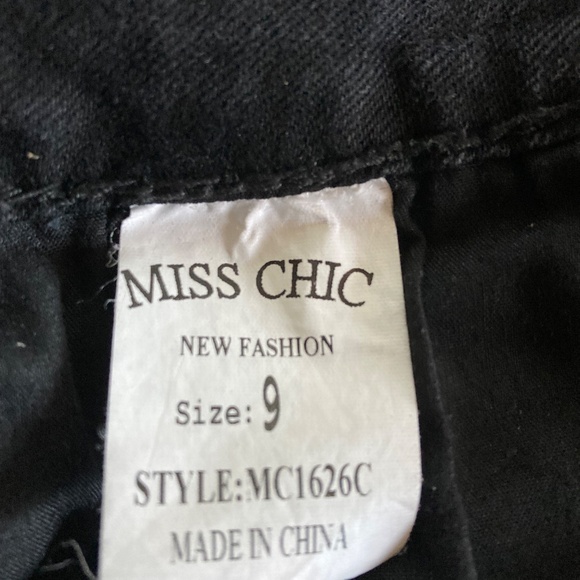 MISS CHIC
NEW FASHION
Size: 9
STYLE:MC1626C
MADE IN CHINA